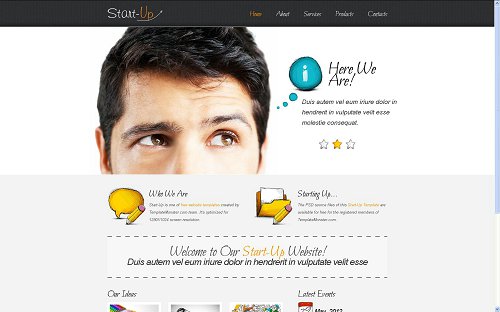 Start-Up
Home About Services Products Contacts
Here We
Are!
Duis autem vel eum iriure dolor in
hendrerit in vulputate velit esse
molestie consequat.
Who We Are
Start-Up is one of free website templates created by
TemplateMonster.com team. It's optimized for
1280X1024 screen resolution.
Starting Up...
The PSD source files of this Start-Up Template are
available for free for the registered members of
TemplateMonster.com.
Welcome to Our Start-Up Website!
Duis autem vel eum iriure dolor in hendrerit in vulputate velit esse
Our Ideas
Latest Events
May, 2012